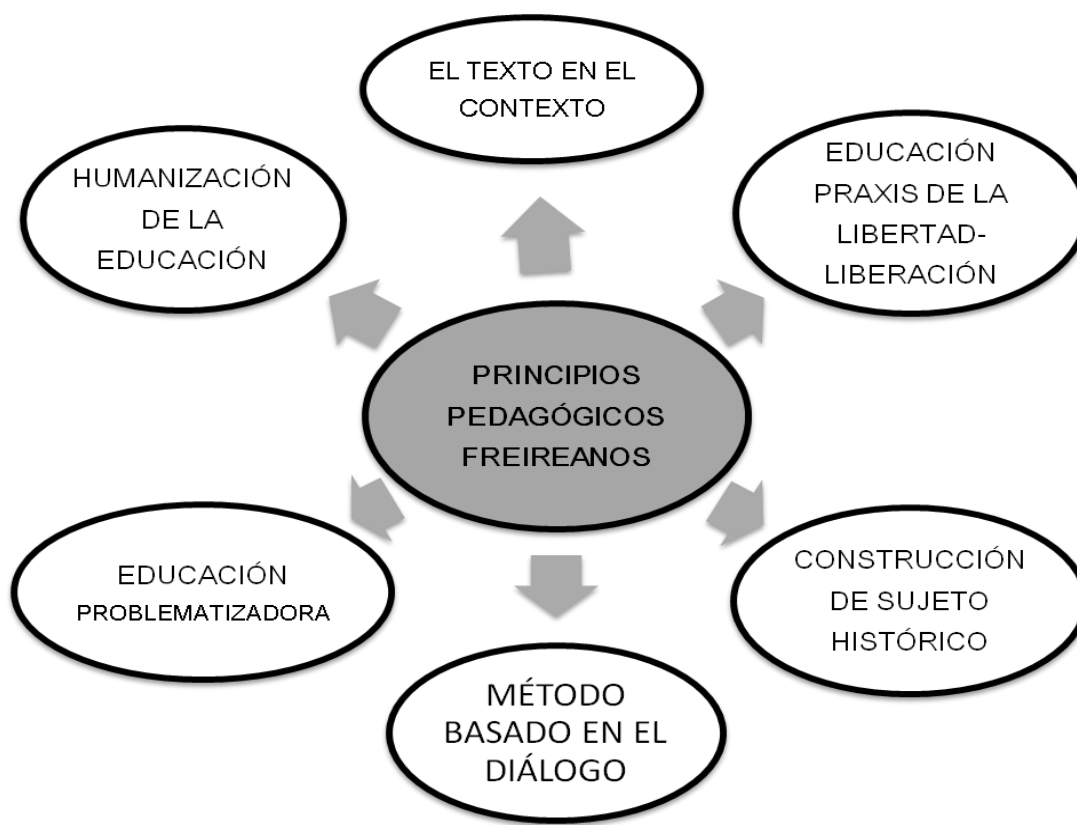 EL TEXTO EN EL
CONTEXTO
HUMANIZACIÓN
DE LA
EDUCACIÓN
EDUCACIÓN
PRAXIS DE LA
LIBERTAD-
LIBERACIÓN
PRINCIPIOS
PEDAGÓGICOS
FREIREANOS
EDUCACIÓN
PROBLEMATIZADORA
CONSTRUCCIÓN
DE SUJETO
HISTÓRICO
MÉTODO
BASADO EN EL
DIÁLOGO